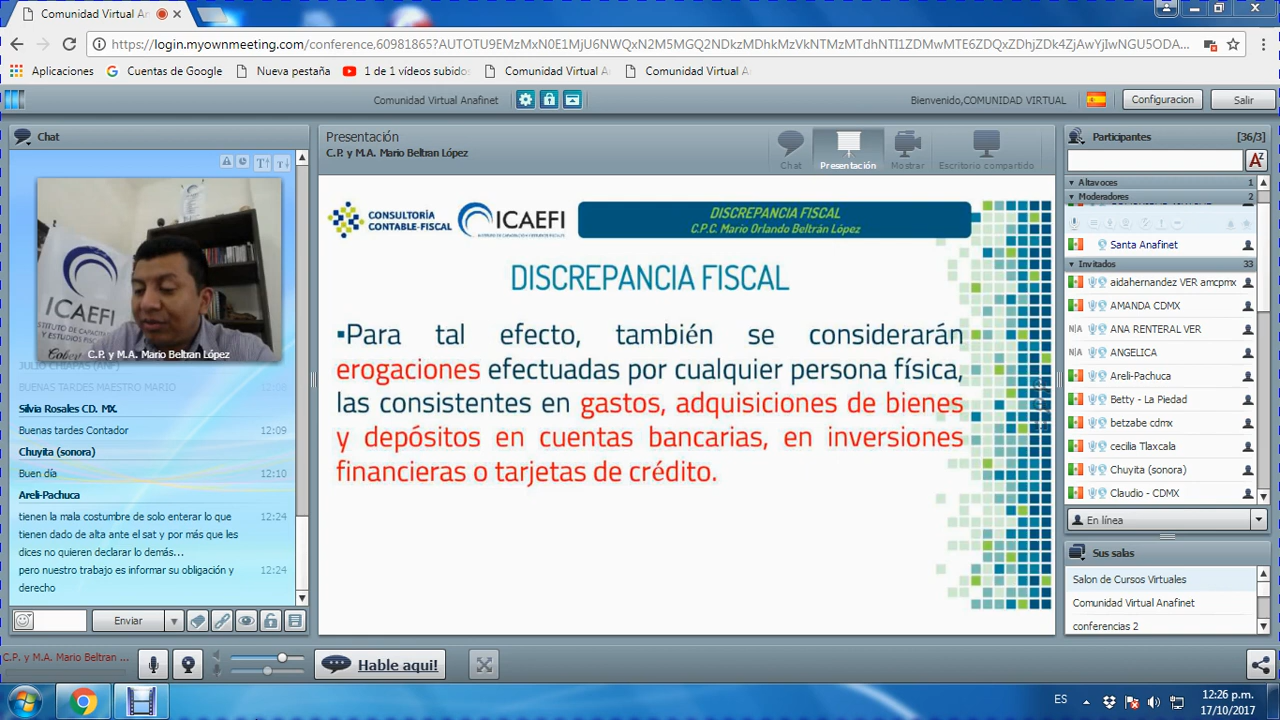 Comunidad Virtual An
https://login.myownmeeting.com/conference,60981865?AUTOTU9EMzMxN0E1MjU6NWQxN2M5MGQ2NDkzMDhkMzVkNTMzMTdhNTI1ZDMwMTE6ZDQxZDhjZDk4ZjAwYjIwNGU5ODA...
Aplicaciones
Cuentas de Google
Nueva pestaña
1 de 1 vídeos subidos
Comunidad Virtual An
Comunidad Virtual A
Comunidad Virtual Anafinet
Bienvenido,COMUNIDAD VIRTUAL
Configuracion
Salir
Chat
ICAEFI
C.P. y M.A. Mario Beltran López
JULIO CHIAPAS (ANF)
BUENAS TARDES MAESTRO MARIO
Silvia Rosales CD. MX.
Buenas tardes Contador 12:09
Chuyita (sonora)
Buen día 12:10
Areli-Pachuca
tienen la mala costumbre de solo enterar lo que 12:24
tienen dado de alta ante el sat y por más que les
dices no quieren declarar lo demás...
pero nuestro trabajo es informar su obligación y 12:24
derecho
Enviar
Presentación
C.P. y M.A. Mario Beltran López
Chat
Presentación
Mostrar
Escritorio compartido
CONSULTORÍA
CONTABLE-FISCAL
ICAEFI
DISCREPANCIA FISCAL
C.P.C. Mario Orlando Beltrán López
DISCREPANCIA FISCAL
▪Para tal efecto, también se considerarán
erogaciones efectuadas por cualquier persona física,
las consistentes en gastos, adquisiciones de bienes
y depósitos en cuentas bancarias, en inversiones
financieras o tarjetas de crédito.
Participantes [36/3]
Altavoces 1
Moderadores 2
Santa Anafinet
Invitados 33
aidahernandez VER amcpmx
AMANDA CDMX
N/A ANA RENTERAL VER
N/A ANGELICA
Areli-Pachuca
Betty - La Piedad
betzabe cdmx
cecilia Tlaxcala
Chuyita (sonora)
Claudio - CDMX
En línea
Sus salas
Salon de Cursos Virtuales
Comunidad Virtual Anafinet
conferencias 2
C.P. y M.A. Mario Beltran ...
Hable aqui!
ES
12:26 p.m.
17/10/2017